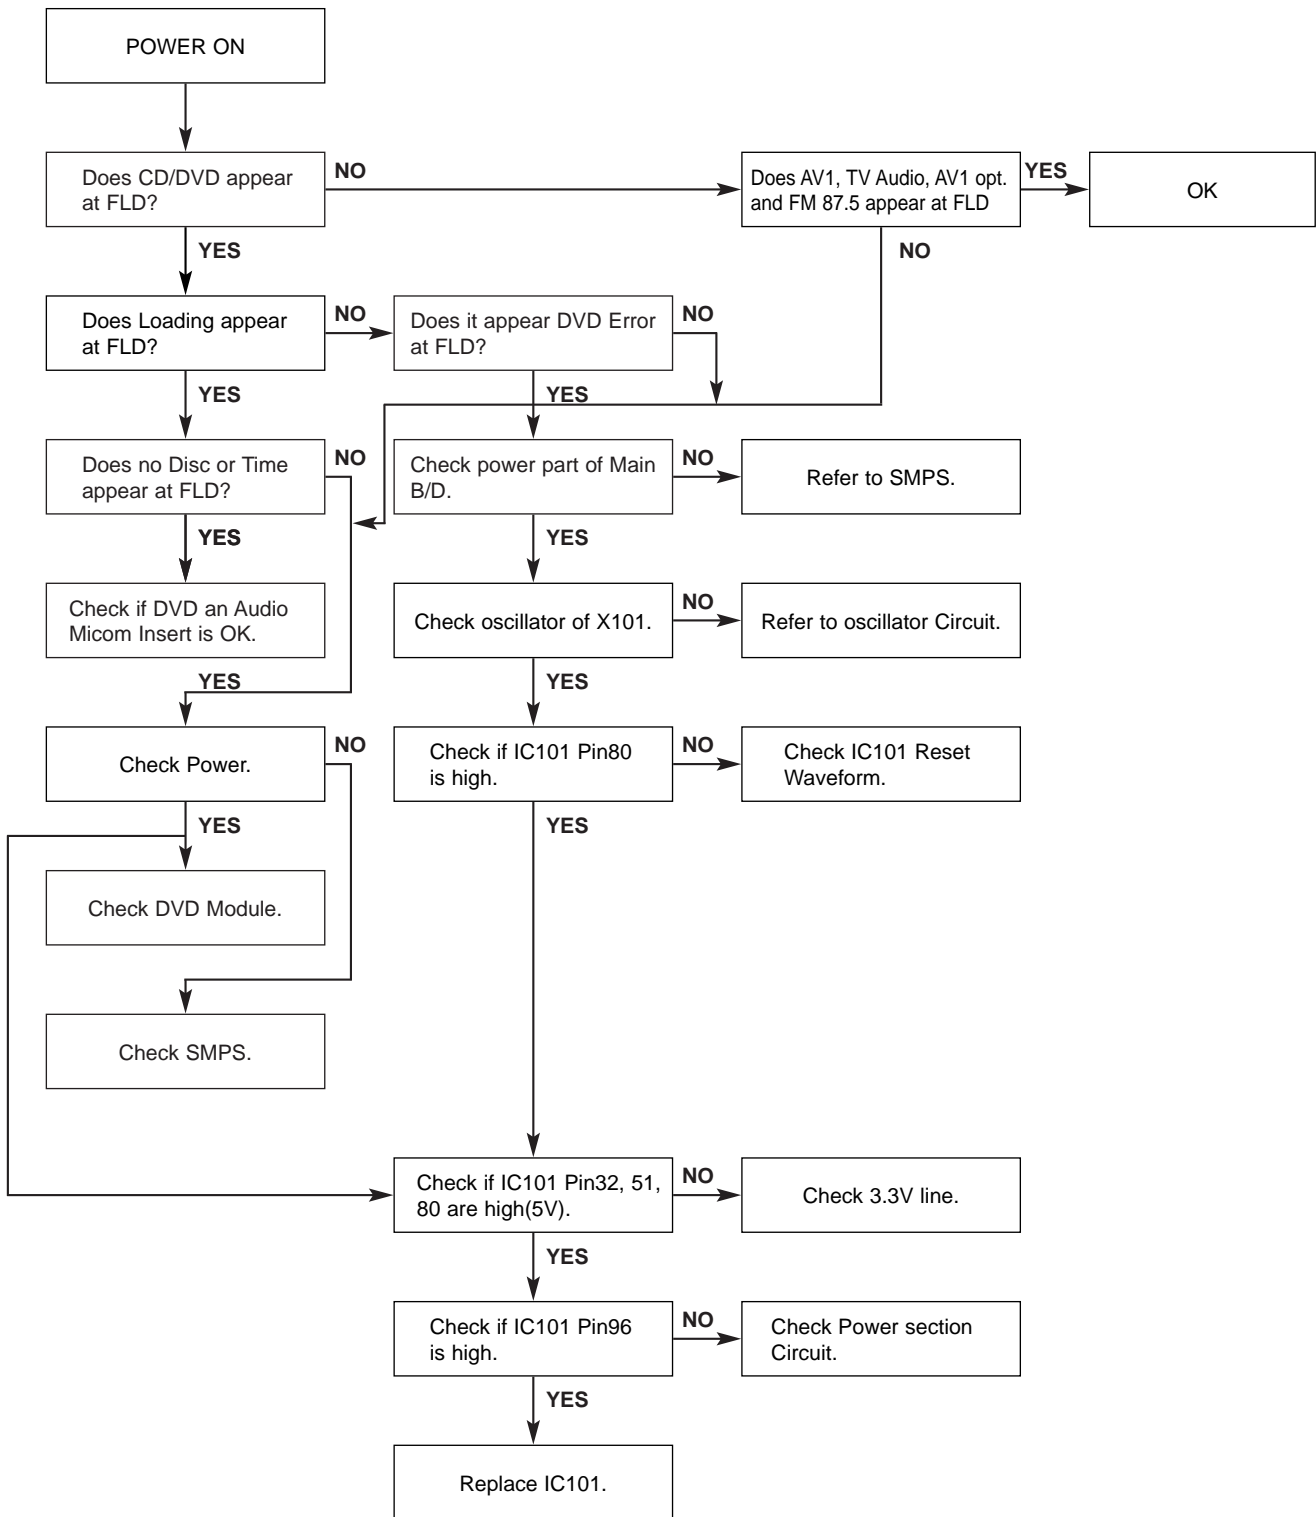 POWER ON
Does CD/DVD appear
at FLD?
NO
Does AV1, TV Audio, AV1 opt.
and FM 87.5 appear at FLD
YES
OK
YES
NO
Does Loading appear
at FLD?
NO
Does it appear DVD Error
at FLD?
NO
YES
YES
Does no Disc or Time
appear at FLD?
NO
Check power part of Main
B/D.
NO
Refer to SMPS.
YES
YES
Check if DVD an Audio
Micom Insert is OK.
Check oscillator of X101.
NO
Refer to oscillator Circuit.
YES
YES
Check Power.
NO
Check if IC101 Pin80
is high.
NO
Check IC101 Reset
Waveform.
YES
YES
Check DVD Module.
Check SMPS.
Check if IC101 Pin32, 51,
80 are high(5V).
NO
Check 3.3V line.
YES
Check if IC101 Pin96
is high.
NO
Check Power section
Circuit.
YES
Replace IC101.